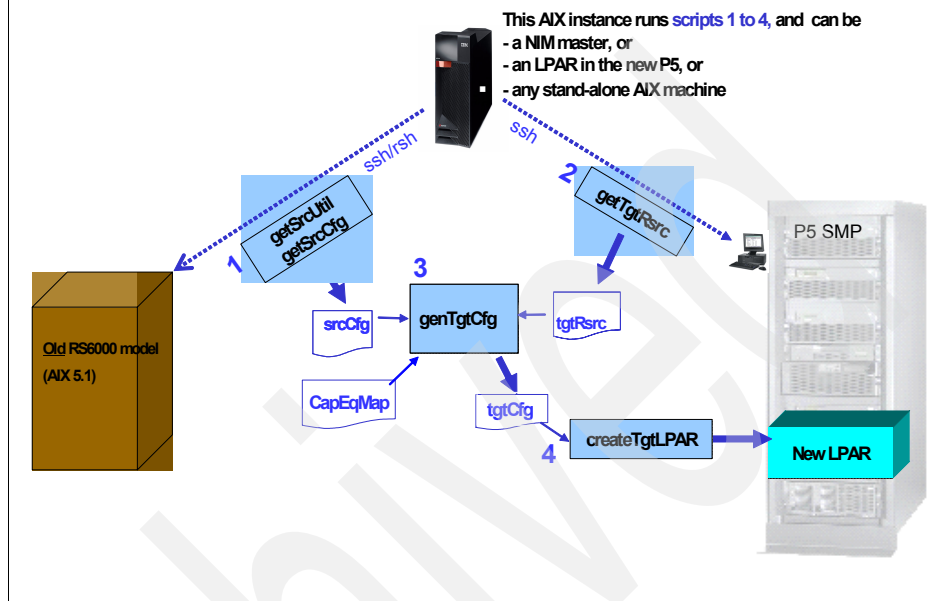 This AIX instance runs scripts 1 to 4, and can be
- a NIM master, or
- an LPAR in the new P5, or
- any stand-alone AIX machine
ssh/rsh
ssh
1
getSrcUtil
getSrcCfg
2
getTgtRsrc
P5 SMP
3
srcCfg
genTgtCfg
tgtRsrc
Old RS6000 model
(AIX 5.1)
CapEqMap
tgtCfg
4
createTgtLPAR
New LPAR
hived